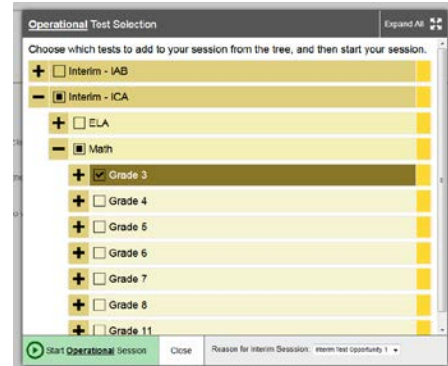 Operational Test Selection
Expand All
Choose which tests to add to your session from the tree, and then start your session.
Interim - IAB
Interim - ICA
ELA
Math
Grade 3
Grade 4
Grade 5
Grade 6
Grade 7
Grade 8
Grade 11
Start Operational Session
Close
Reason for Interim Session:
Interim Test Opportunity 1